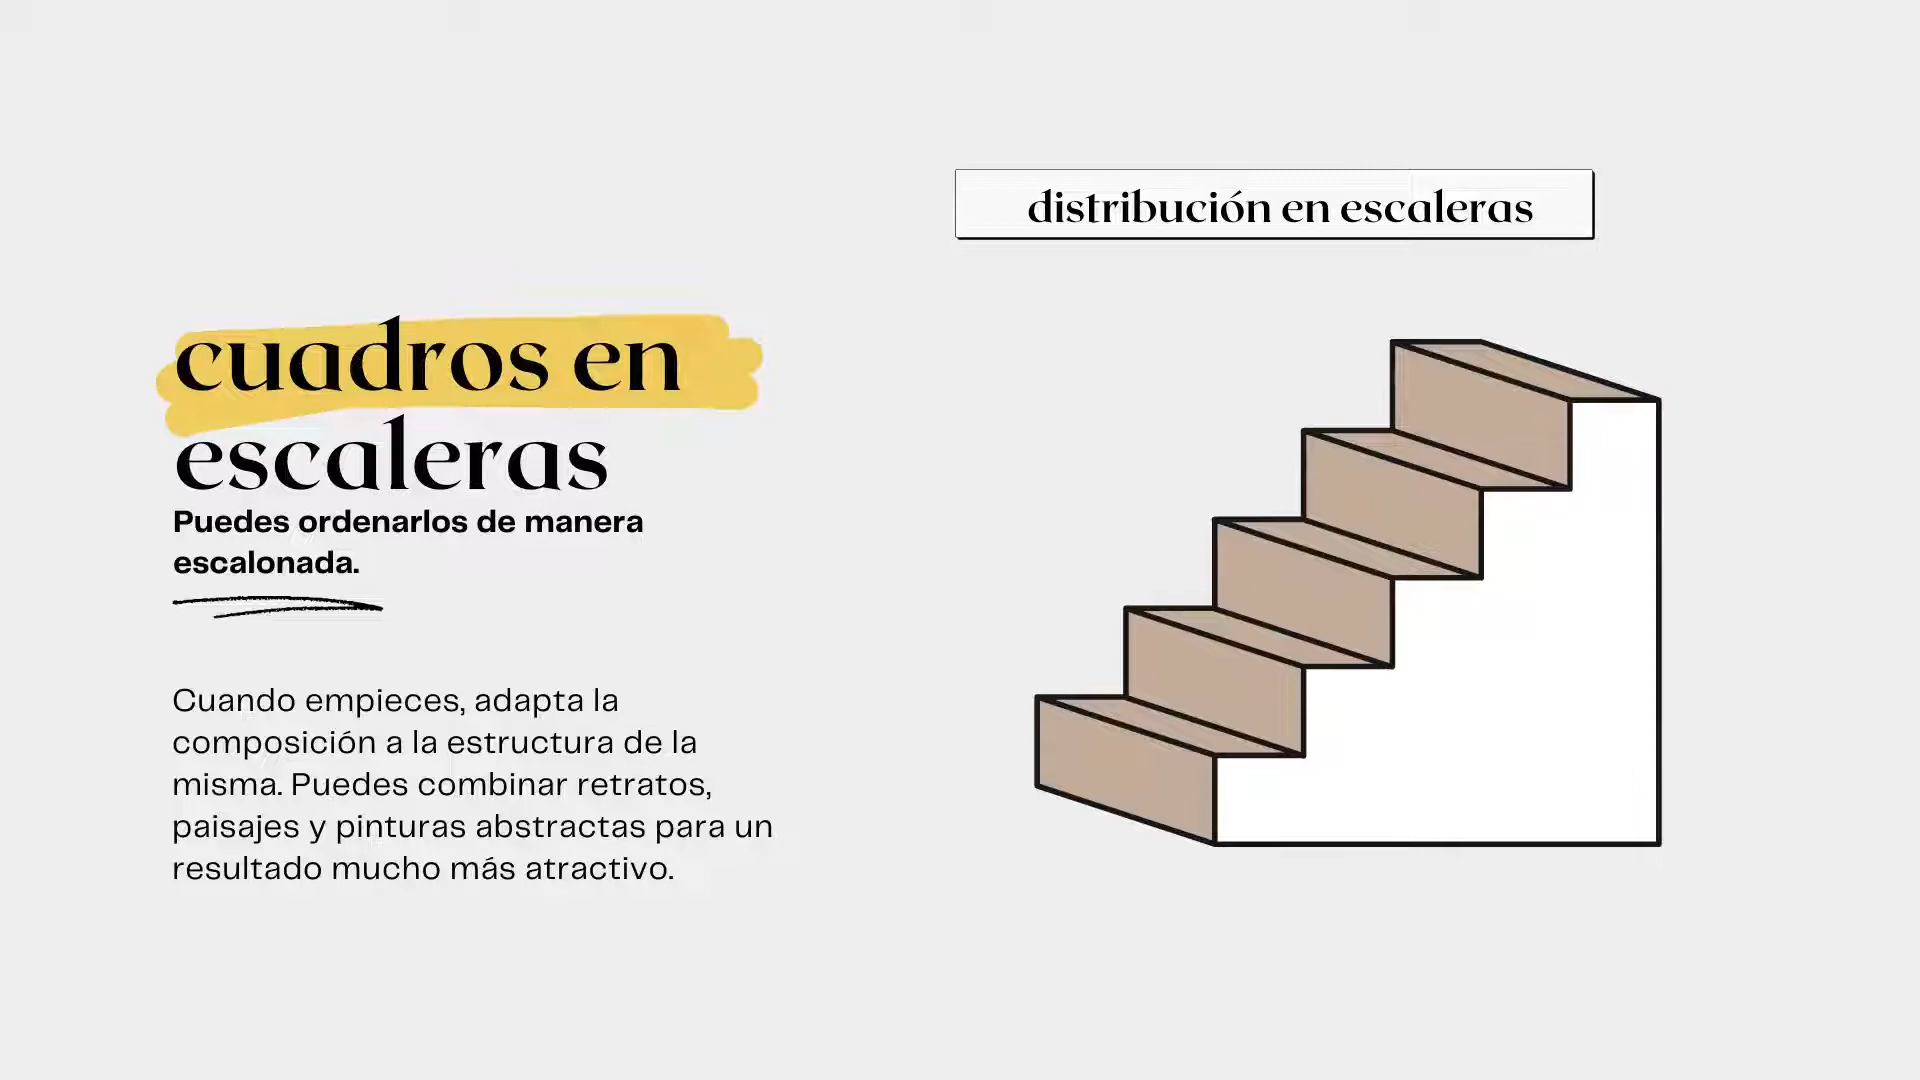 distribución en escaleras
cuadros en
escaleras
Puedes ordenarlos de manera
escalonada.
Cuando empieces, adapta la
composición a la estructura de la
misma. Puedes combinar retratos,
paisajes y pinturas abstractas para un
resultado mucho más atractivo.